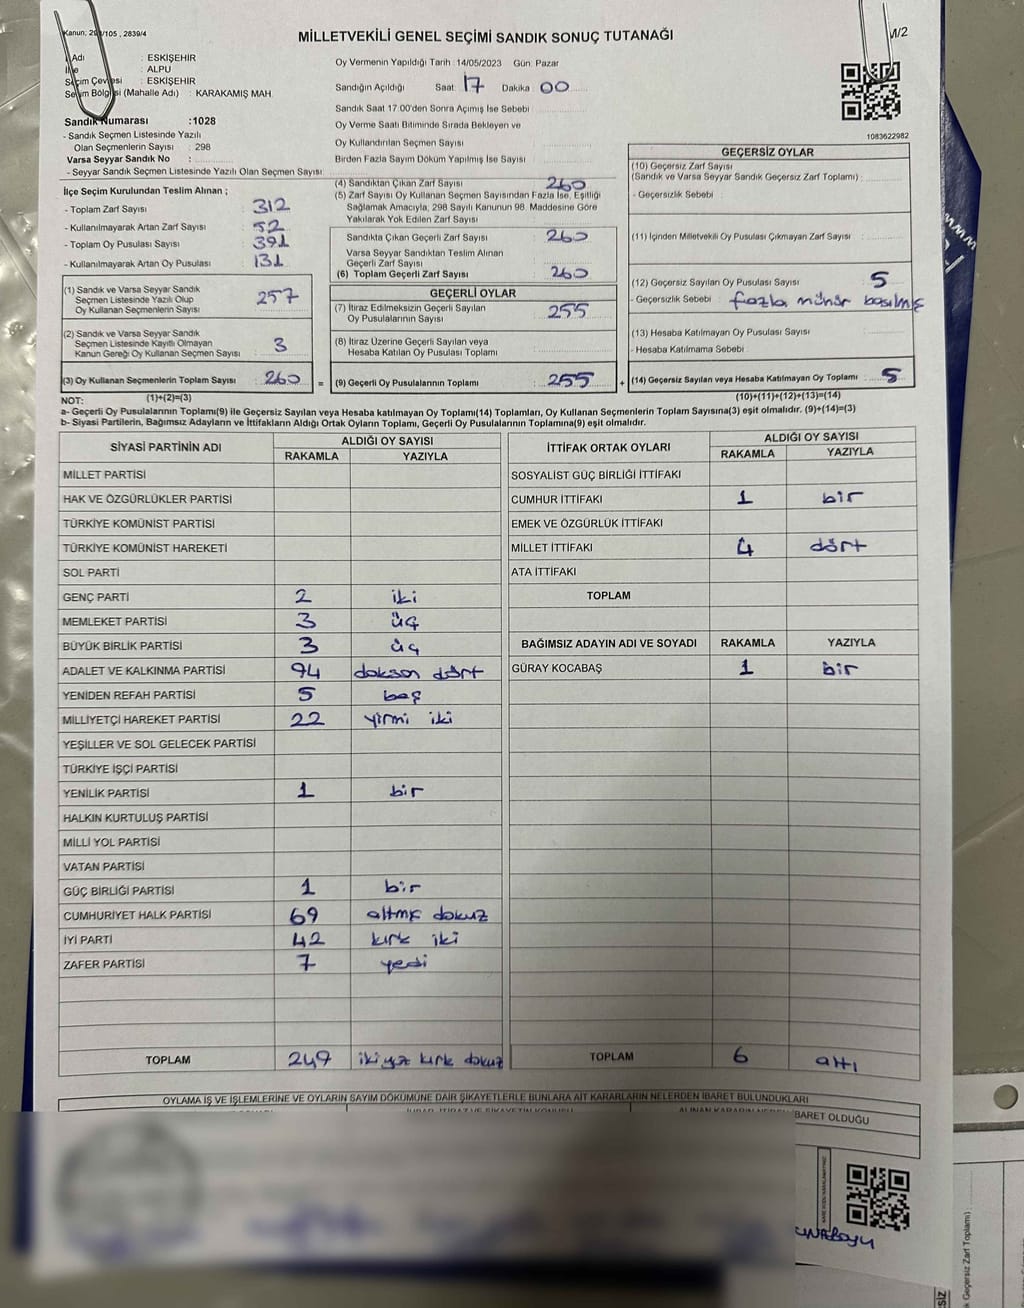 Kanun; 298/105 , 2839/4
MİLLETVEKİLİ GENEL SEÇİMİ SANDIK SONUÇ TUTANAĞI
/2
İl Adı : ESKİŞEHİR
: ALPU
Seçim Çevresi : ESKİŞEHİR
Seçim Bölgesi (Mahalle Adı) : KARAKAMIŞ MAH.
Sandık Numarası :1028
- Sandık Seçmen Listesinde Yazılı
Olan Seçmenlerin Sayısı : 298
Varsa Seyyar Sandık No :
- Seyyar Sandık Seçmen Listesinde Yazılı Olan Seçmen Sayısı
İlçe Seçim Kurulundan Teslim Alınan ;
- Toplam Zarf Sayısı : 312
- Kullanılmayarak Artan Zarf Sayısı : 52
- Toplam Oy Pusulası Sayısı : 391
- Kullanılmayarak Artan Oy Pusulası : 131
(1) Sandık ve Varsa Seyyar Sandık
Seçmen Listesinde Yazılı Olup
Oy Kullanan Seçmenlerin Sayısı : 257
(2) Sandık ve Varsa Seyyar Sandık
Seçmen Listesinde Kayıtlı Olmayan
Kanun Gereği Oy Kullanan Seçmen Sayısı : 3
(3) Oy Kullanan Seçmenlerin Toplam Sayısı : 260 =
Oy Vermenin Yapıldığı Tarih :14/05/2023 Gün: Pazar
Sandığın Açıldığı Saat: 17 Dakika : 00
Sandık Saat 17:00'den Sonra Açımış İse Sebebi
Oy Verme Saati Bitiminde Sırada Bekleyen ve
Oy Kullandırılan Seçmen Sayısı
Birden Fazla Sayım Döküm Yapılmış İse Sayısı
(4) Sandıktan Çıkan Zarf Sayısı 260
(5) Zarf Sayısı Oy Kullanan Seçmen Sayısından Fazla İse, Eşitliği
Sağlamak Amacıyla, 298 Sayılı Kanunun 98. Maddesine Göre
Yakılarak Yok Edilen Zarf Sayısı
Sandıkta Çıkan Geçerli Zarf Sayısı : 260
Varsa Seyyar Sandıktan Teslim Alınan
Geçerli Zarf Sayısı
(6) Toplam Geçerli Zarf Sayısı : 260
GEÇERLİ OYLAR
(7) İtiraz Edilmeksizin Geçerli Sayılan
Oy Pusulalarının Sayısı : 255
(8) İtiraz Üzerine Geçerli Sayılan veya
Hesaba Katılan Oy Pusulası Toplamı
(9) Geçerli Oy Pusulalarının Toplamı : 255 +
1083622982
GEÇERSİZ OYLAR
(10) Geçersiz Zarf Sayısı
(Sandık ve Varsa Seyyar Sandık Geçersiz Zarf Toplamı) :
- Geçersizlik Sebebi :
(11) İçinden Milletvekili Oy Pusulası Çıkmayan Zarf Sayısı :
(12) Geçersiz Sayılan Oy Pusulası Sayısı : 5
- Geçersizlik Sebebi : fazla mühür basılmış
(13) Hesaba Katılmayan Oy Pusulası Sayısı
- Hesaba Katılmama Sebebi :
(14) Geçersiz Sayılan veya Hesaba Katılmayan Oy Toplamı : 5
NOT: (1)+(2)=(3) (10)+(11)+(12)+(13)=(14)
a- Geçerli Oy Pusulalarının Toplamı(9) ile Geçersiz Sayılan veya Hesaba katılmayan Oy Toplamı(14) Toplamları, Oy Kullanan Seçmenlerin Toplam Sayısına(3) eşit olmalıdır. (9)+(14)=(3)
b- Siyasi Partilerin, Bağımsız Adayların ve İttifakların Aldığı Ortak Oyların Toplamı, Geçerli Oy Pusulalarının Toplamına(9) eşit olmalıdır.
SİYASİ PARTİNİN ADI ALDIĞI OY SAYISI
RAKAMLA YAZIYLA
MİLLET PARTİSİ
HAK VE ÖZGÜRLÜKLER PARTİSİ
TÜRKİYE KOMÜNİST PARTİSİ
TÜRKİYE KOMÜNİST HAREKETİ
SOL PARTİ
GENÇ PARTİ 2 iki
MEMLEKET PARTİSİ 3 üç
BÜYÜK BİRLİK PARTİSİ 3 üç
ADALET VE KALKINMA PARTİSİ 94 doksan dört
YENİDEN REFAH PARTİSİ 5 beş
MİLLİYETÇİ HAREKET PARTİSİ 22 yirmi iki
YEŞİLLER VE SOL GELECEK PARTİSİ
TÜRKİYE İŞÇİ PARTİSİ
YENİLİK PARTİSİ 1 bir
HALKIN KURTULUŞ PARTİSİ
MİLLİ YOL PARTİSİ
VATAN PARTİSİ
GÜÇ BİRLİĞİ PARTİSİ 1 bir
CUMHURİYET HALK PARTİSİ 69 altmış dokuz
İYİ PARTİ 42 kırk iki
ZAFER PARTİSİ 7 yedi
TOPLAM 249 ikiyüz kırk dokuz
İTTİFAK ORTAK OYLARI ALDIĞI OY SAYISI
RAKAMLA YAZIYLA
SOSYALİST GÜÇ BİRLİĞİ İTTİFAKI
CUMHUR İTTİFAKI 1 bir
EMEK VE ÖZGÜRLÜK İTTİFAKI
MİLLET İTTİFAKI 4 dört
ATA İTTİFAKI
TOPLAM
BAĞIMSIZ ADAYIN ADI VE SOYADI RAKAMLA YAZIYLA
GÜRAY KOCABAŞ 1 bir
TOPLAM 6 altı
OYLAMA İŞ VE İŞLEMLERİNE VE OYLARIN SAYIM DÖKÜMÜNE DAİR ŞİKAYETLERLE BUNLARA AİT KARARLARIN NELERDEN İBARET BULUNDUKLARI
İBARET OLDUĞU
Geçersiz Zarf Toplamı) :